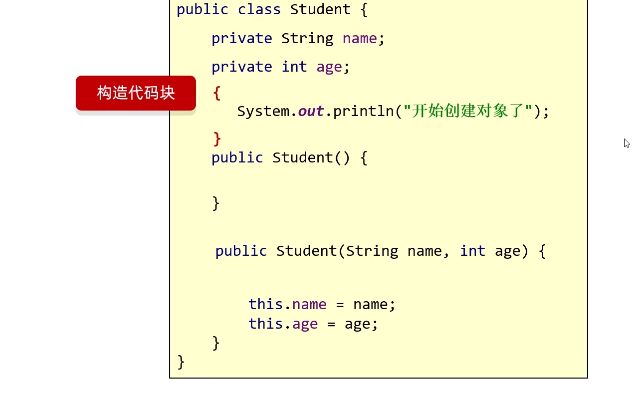 public class Student {
private String name;
private int age;
构造代码块
{
System.out.println("开始创建对象了");
}
public Student() {
}
public Student(String name, int age) {
this.name = name;
this.age = age;
}
}